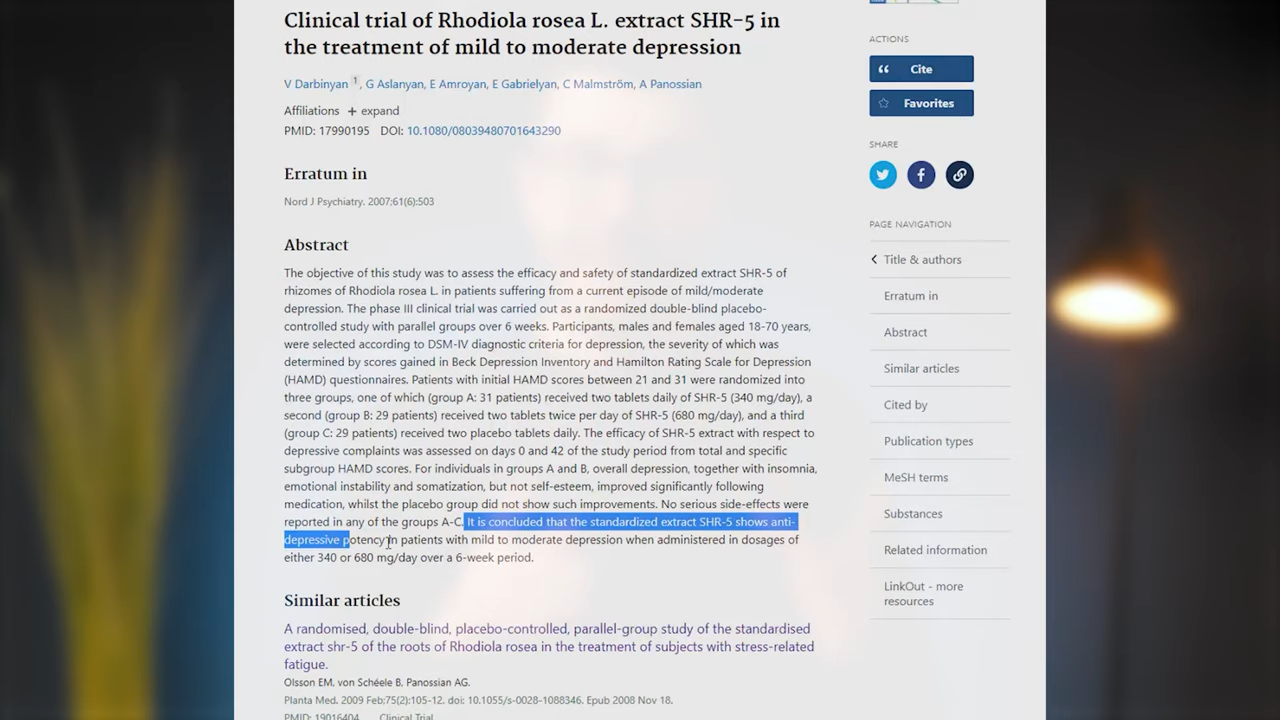 Clinical trial of Rhodiola rosea L. extract SHR-5 in
the treatment of mild to moderate depression
V Darbinyan 1, G Aslanyan, E Amroyan, E Gabrielyan, C Malmström, A Panossian
Affiliations + expand
PMID: 17990195 DOI: 10.1080/08039480701643290
Erratum in
Nord J Psychiatry. 2007;61(6):503
Abstract
The objective of this study was to assess the efficacy and safety of standardized extract SHR-5 of
rhizomes of Rhodiola rosea L. in patients suffering from a current episode of mild/moderate
depression. The phase III clinical trial was carried out as a randomized double-blind placebo-
controlled study with parallel groups over 6 weeks. Participants, males and females aged 18-70 years,
were selected according to DSM-IV diagnostic criteria for depression, the severity of which was
determined by scores gained in Beck Depression Inventory and Hamilton Rating Scale for Depression
(HAMD) questionnaires. Patients with initial HAMD scores between 21 and 31 were randomized into
three groups, one of which (group A: 31 patients) received two tablets daily of SHR-5 (340 mg/day), a
second (group B: 29 patients) received two tablets twice per day of SHR-5 (680 mg/day), and a third
(group C: 29 patients) received two placebo tablets daily. The efficacy of SHR-5 extract with respect to
depressive complaints was assessed on days 0 and 42 of the study period from total and specific
subgroup HAMD scores. For individuals in groups A and B, overall depression, together with insomnia,
emotional instability and somatization, but not self-esteem, improved significantly following
medication, whilst the placebo group did not show such improvements. No serious side-effects were
reported in any of the groups A-C. It is concluded that the standardized extract SHR-5 shows anti-
depressive potency in patients with mild to moderate depression when administered in dosages of
either 340 or 680 mg/day over a 6-week period.
Similar articles
A randomised, double-blind, placebo-controlled, parallel-group study of the standardised
extract shr-5 of the roots of Rhodiola rosea in the treatment of subjects with stress-related
fatigue.
Olsson EM, von Schéele B, Panossian AG.
Planta Med. 2009 Feb;75(2):105-12. doi: 10.1055/s-0028-1088346. Epub 2008 Nov 18.
PMID: 19016404 Clinical Trial.
ACTIONS
Cite
Favorites
SHARE
PAGE NAVIGATION
Title & authors
Erratum in
Abstract
Similar articles
Cited by
Publication types
MeSH terms
Substances
Related information
LinkOut - more
resources